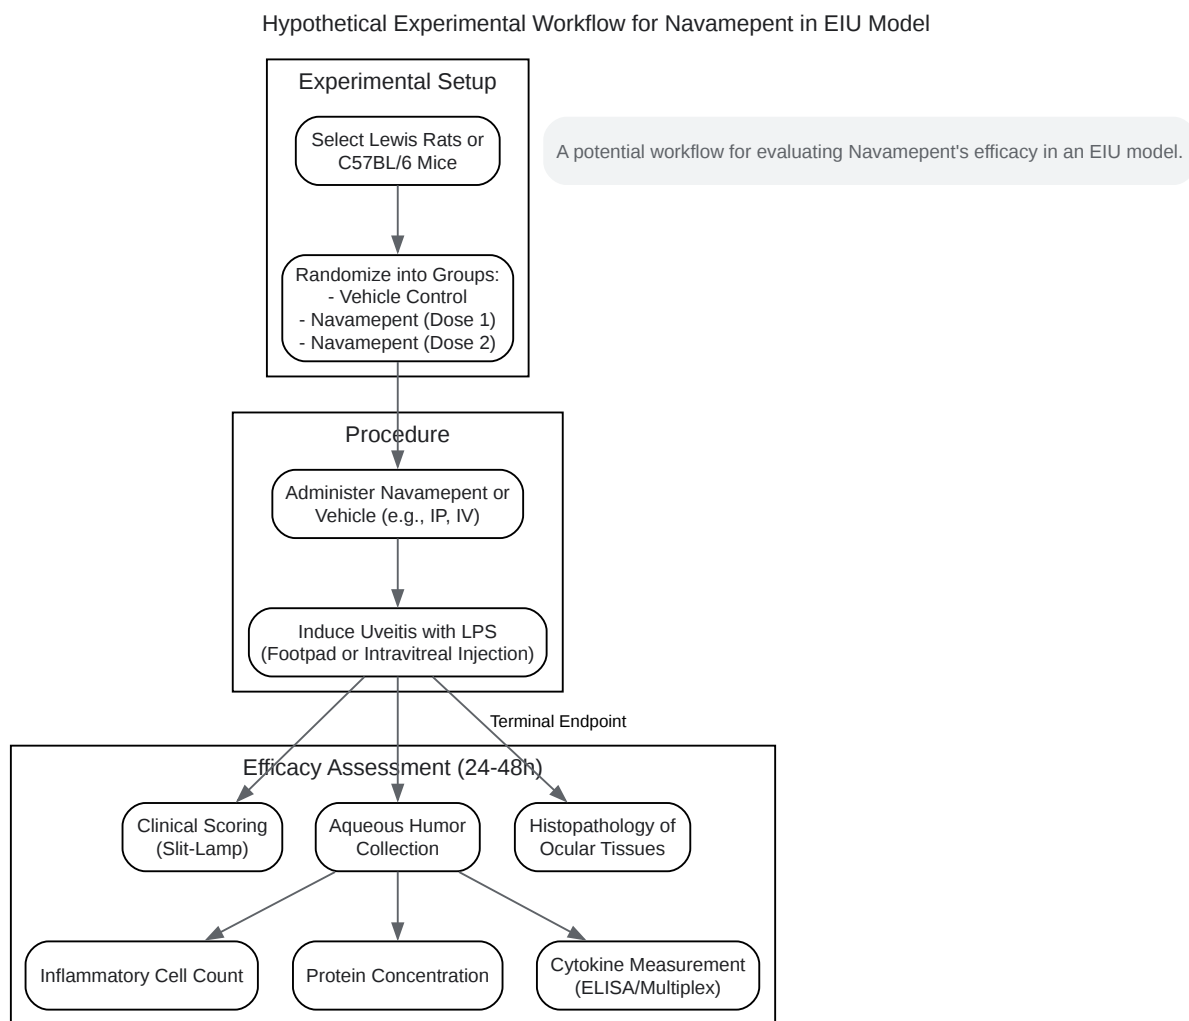 Hypothetical Experimental Workflow for Navamepent in EIU Model
Experimental Setup
Select Lewis Rats or
C57BL/6 Mice
A potential workflow for evaluating Navamepent's efficacy in an EIU model.
Randomize into Groups:
- Vehicle Control
- Navamepent (Dose 1)
- Navamepent (Dose 2)
Procedure
Administer Navamepent or
Vehicle (e.g., IP, IV)
Induce Uveitis with LPS
(Footpad or Intravitreal Injection)
Terminal Endpoint
Efficacy Assessment (24-48h)
Clinical Scoring
(Slit-Lamp)
Aqueous Humor
Collection
Histopathology of
Ocular Tissues
Inflammatory Cell Count
Protein Concentration
Cytokine Measurement
(ELISA/Multiplex)